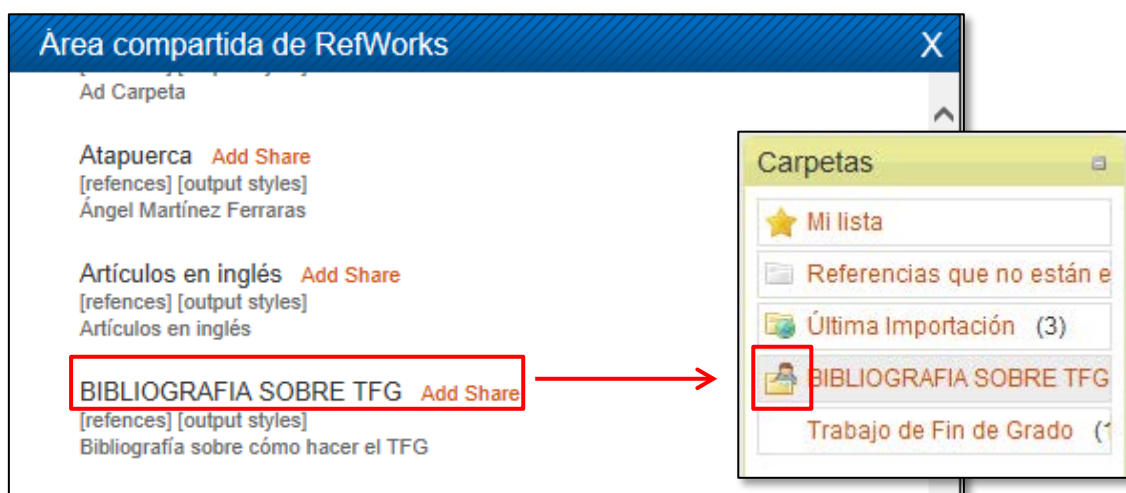 Área compartida de RefWorks X
Ad Carpeta
Atapuerca Add Share
[refences] [output styles]
Ángel Martínez Ferraras
Artículos en inglés Add Share
[refences] [output styles]
Artículos en inglés
BIBLIOGRAFIA SOBRE TFG Add Share
[refences] [output styles]
Bibliografía sobre cómo hacer el TFG
Carpetas
Mi lista
Referencias que no están e
Última Importación (3)
BIBLIOGRAFIA SOBRE TFG
Trabajo de Fin de Grado (1